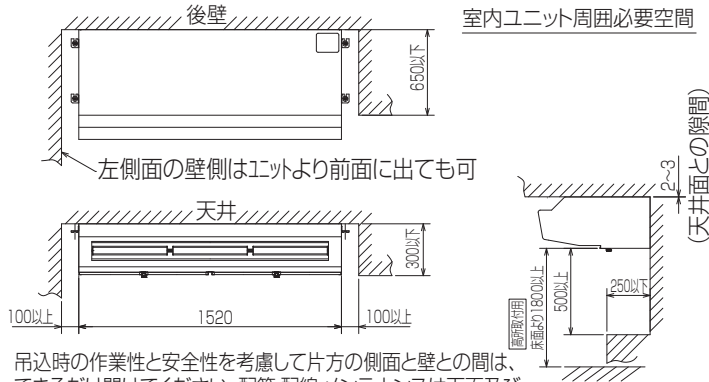 後壁
室内ユニット周囲必要空間
650以下
左側面の壁側はユニットより前面に出ても可
2~3
(天井面との隙間)
天井
300以下
100以上
1520
100以上
高所取付用
床面より1800以上
500以上
250以下
吊込時の作業性と安全性を考慮して片方の側面と壁との間は、